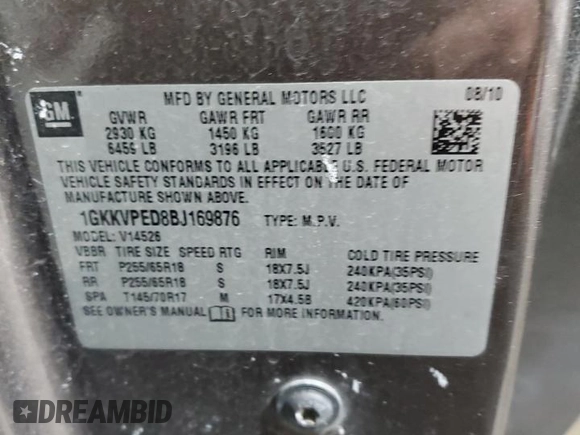 GM
MFD BY GENERAL MOTORS LLC 08/10
GVWR GAWR FRT GAWR RR
2930 KG 1450 KG 1600 KG
6459 LB 3196 LB 3527 LB
THIS VEHICLE CONFORMS TO ALL APPLICABLE U.S. FEDERAL MOTOR
VEHICLE SAFETY STANDARDS IN EFFECT ON THE DATE OF
MANUFACTURE SHOWN ABOVE.
1GKKVPED8BJ169876 TYPE: M.P.V.
MODEL: V14526
VBBR TIRE SIZE SPEED RTG RIM COLD TIRE PRESSURE
FRT P255/65R18 S 18X7.5J 240KPA(35PSI)
RR P255/65R18 S 18X7.5J 240KPA(35PSI)
SPA T145/70R17 M 17X4.5B 420KPA(60PSI)
SEE OWNER'S MANUAL FOR MORE INFORMATION.
DREAMBID